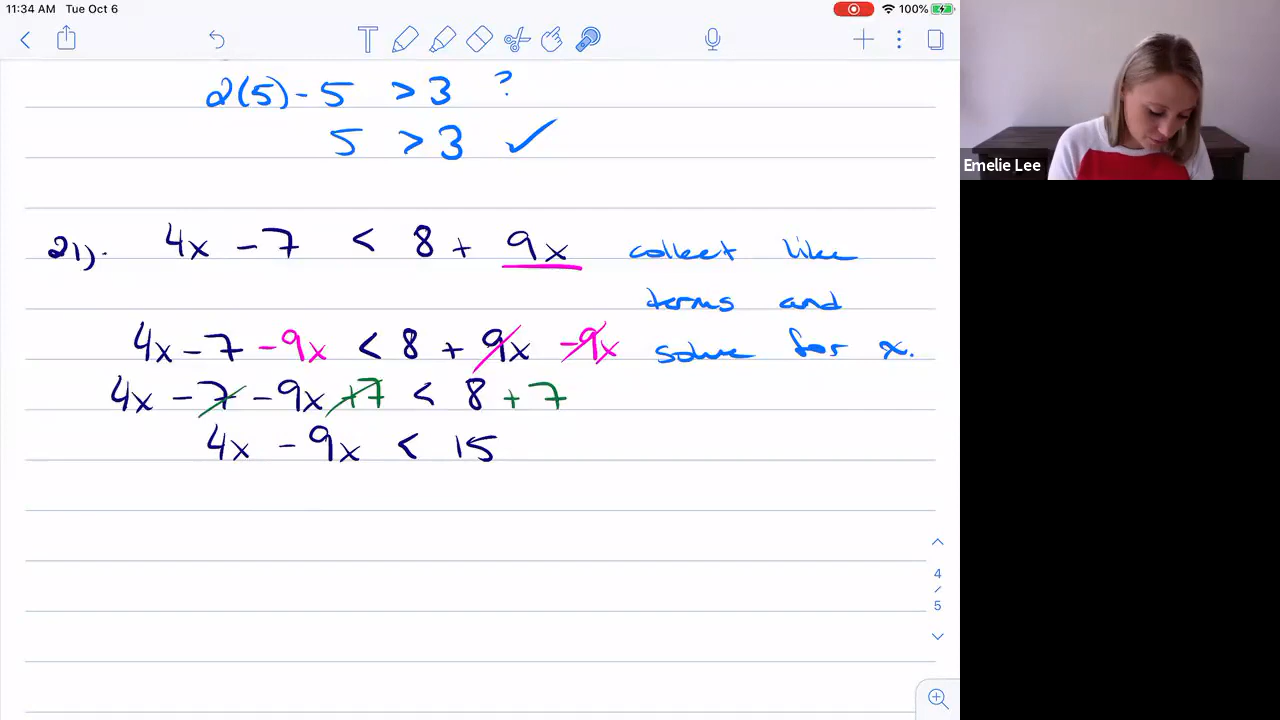 11:34 AM Tue Oct 6
100%
2(5) - 5 > 3 ?
5 > 3 ✓
Emelie Lee
21). 4x - 7 < 8 + 9x collect like
terms and
4x - 7 - 9x < 8 + 9x - 9x solve for x.
4x - 7 - 9x + 7 < 8 + 7
4x - 9x < 15
4
/
5